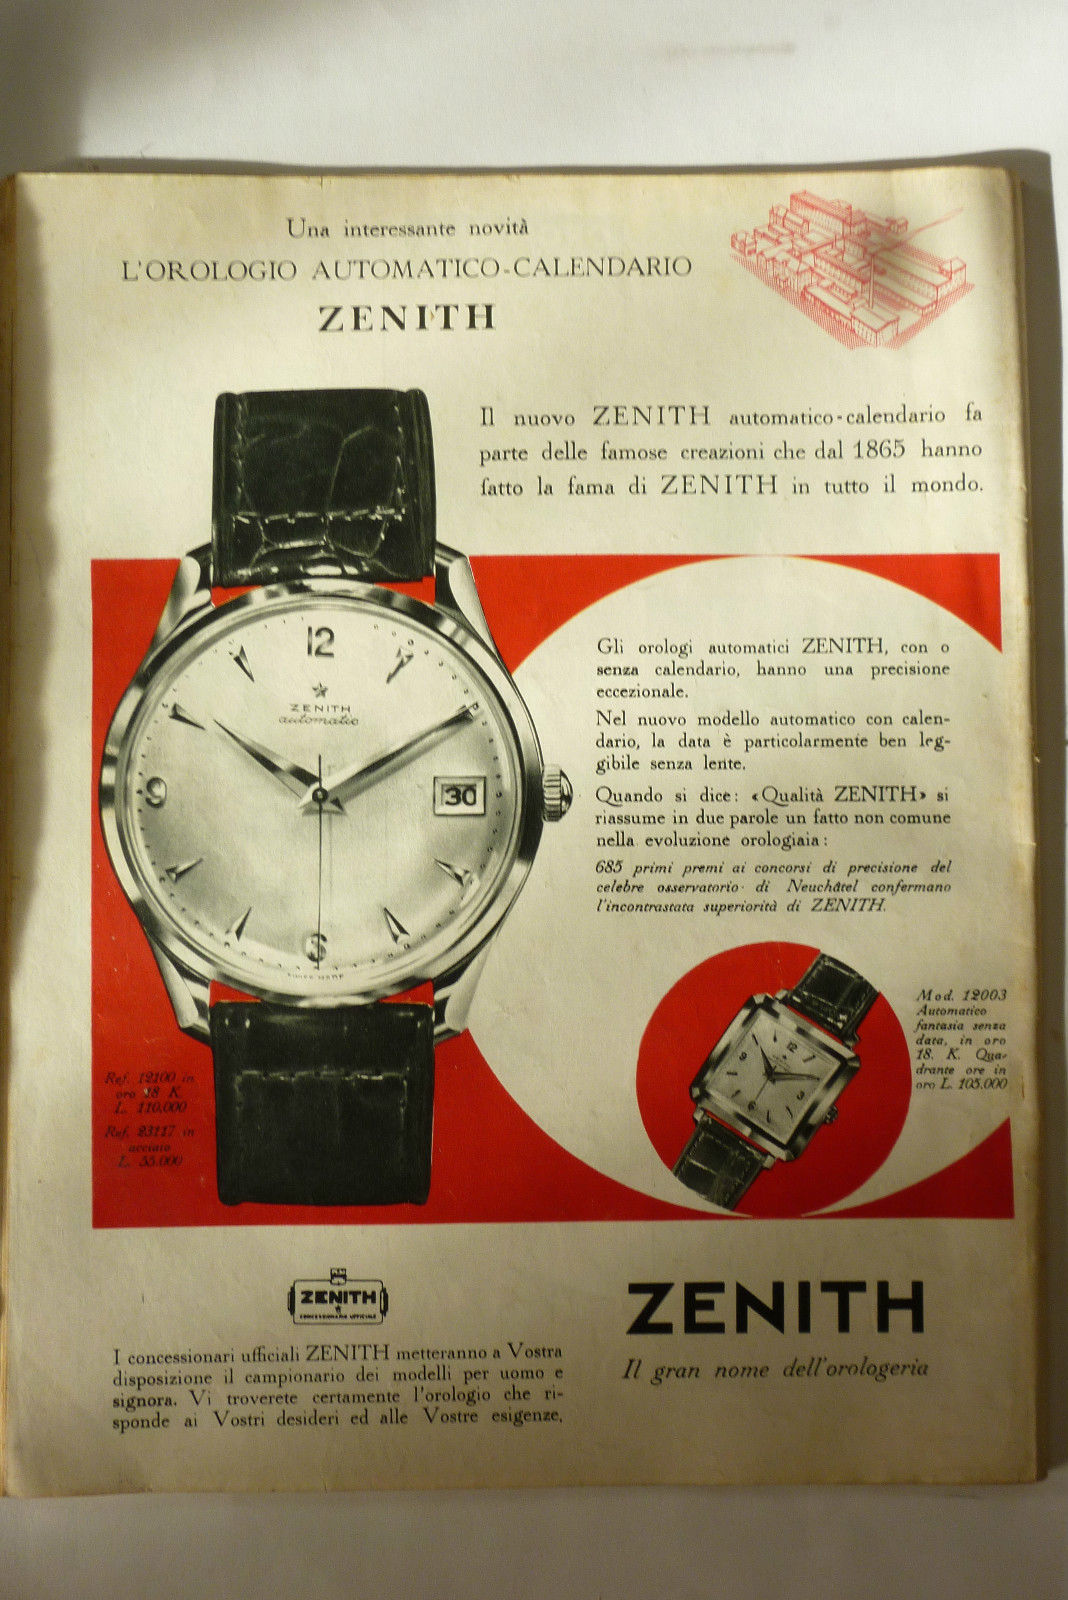 Una interessante novità
L'OROLOGIO AUTOMATICO-CALENDARIO
ZENITH
Il nuovo ZENITH automatico-calendario fa
parte delle famose creazioni che dal 1865 hanno
fatto la fama di ZENITH in tutto il mondo.
12
ZENITH
automatic
9
30
6
SWISS MADE
Gli orologi automatici ZENITH, con o
senza calendario, hanno una precisione
eccezionale.
Nel nuovo modello automatico con calen-
dario, la data è particolarmente ben leg-
gibile senza lente.
Quando si dice: «Qualità ZENITH» si
riassume in due parole un fatto non comune
nella evoluzione orologiaia:
685 primi premi ai concorsi di precisione del
celebre osservatorio di Neuchâtel confermano
l'incontrastata superiorità di ZENITH.
Mod. 12003
Automatico
fantasia senza
data, in oro
18. K. Qua-
drante ore in
oro L. 105.000
12
9
3
6
Ref. 12100 in
oro 18 K.
L. 110.000
Ref. 23117 in
acciaio
L. 55.000
ZENITH
CONCESSIONARIO UFFICIALE
I concessionari ufficiali ZENITH metteranno a Vostra
disposizione il campionario dei modelli per uomo e
signora. Vi troverete certamente l'orologio che ri-
sponde ai Vostri desideri ed alle Vostre esigenze.
ZENITH
Il gran nome dell'orologeria